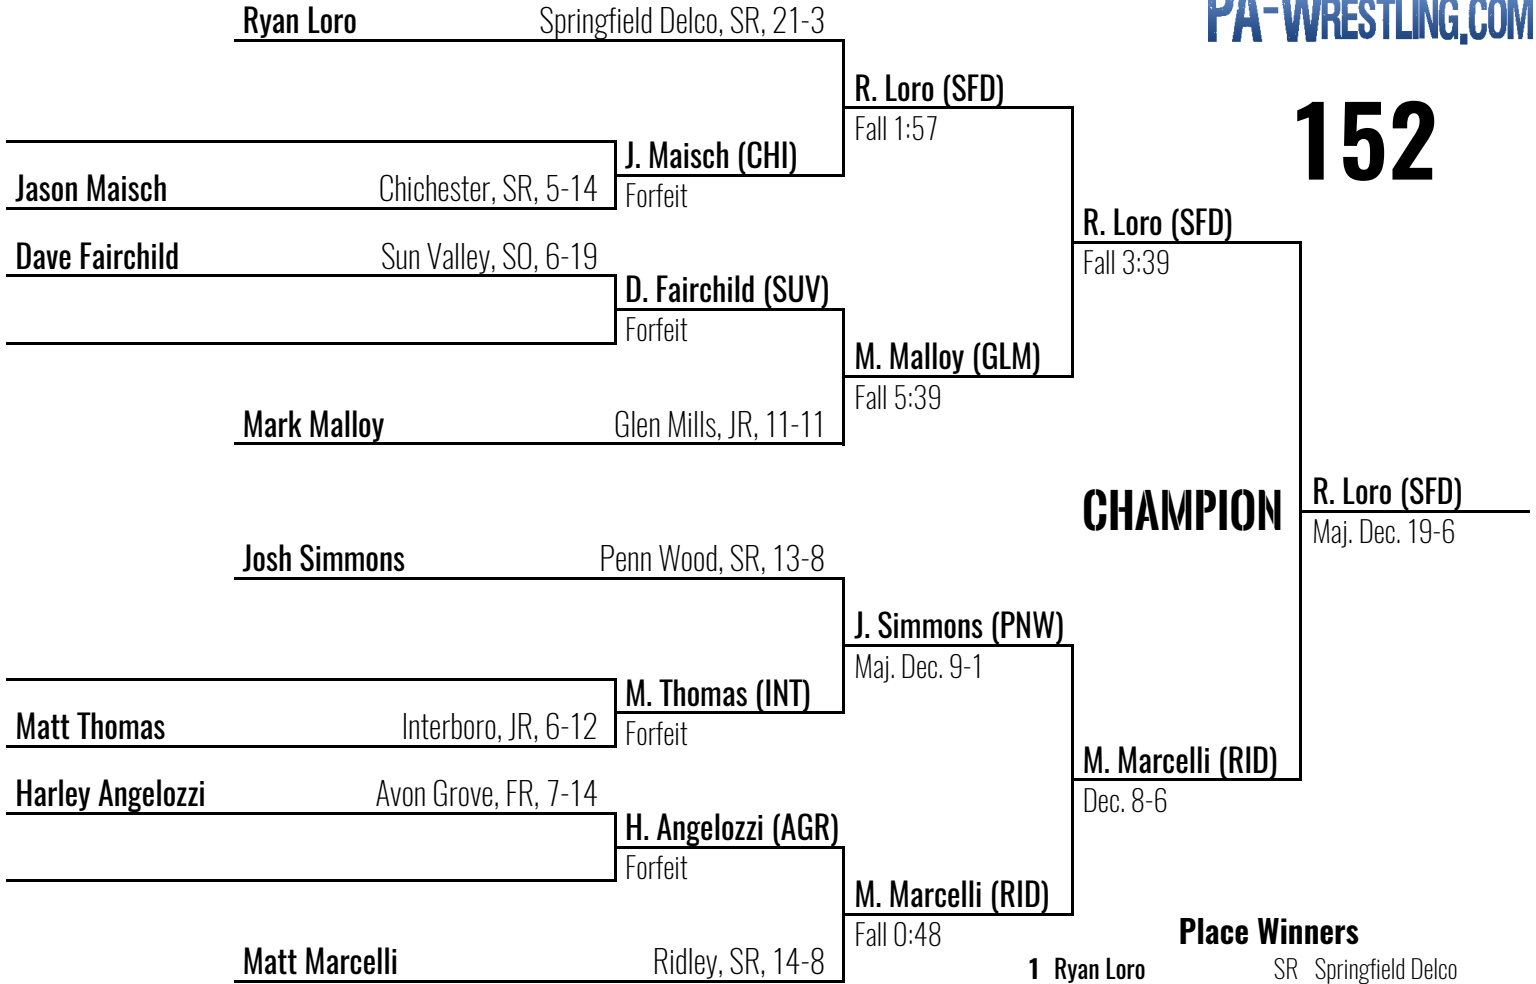 Ryan Loro Springfield Delco, SR, 21-3
PA-WRESTLING.COM
152
R. Loro (SFD)
Fall 1:57
J. Maisch (CHI)
Forfeit
Jason Maisch Chichester, SR, 5-14
R. Loro (SFD)
Fall 3:39
Dave Fairchild Sun Valley, SO, 6-19
D. Fairchild (SUV)
Forfeit
M. Malloy (GLM)
Fall 5:39
Mark Malloy Glen Mills, JR, 11-11
CHAMPION
R. Loro (SFD)
Maj. Dec. 19-6
Josh Simmons Penn Wood, SR, 13-8
J. Simmons (PNW)
Maj. Dec. 9-1
M. Thomas (INT)
Forfeit
Matt Thomas Interboro, JR, 6-12
M. Marcelli (RID)
Dec. 8-6
Harley Angelozzi Avon Grove, FR, 7-14
H. Angelozzi (AGR)
Forfeit
M. Marcelli (RID)
Fall 0:48
Matt Marcelli Ridley, SR, 14-8
Place Winners
1 Ryan Loro SR Springfield Delco